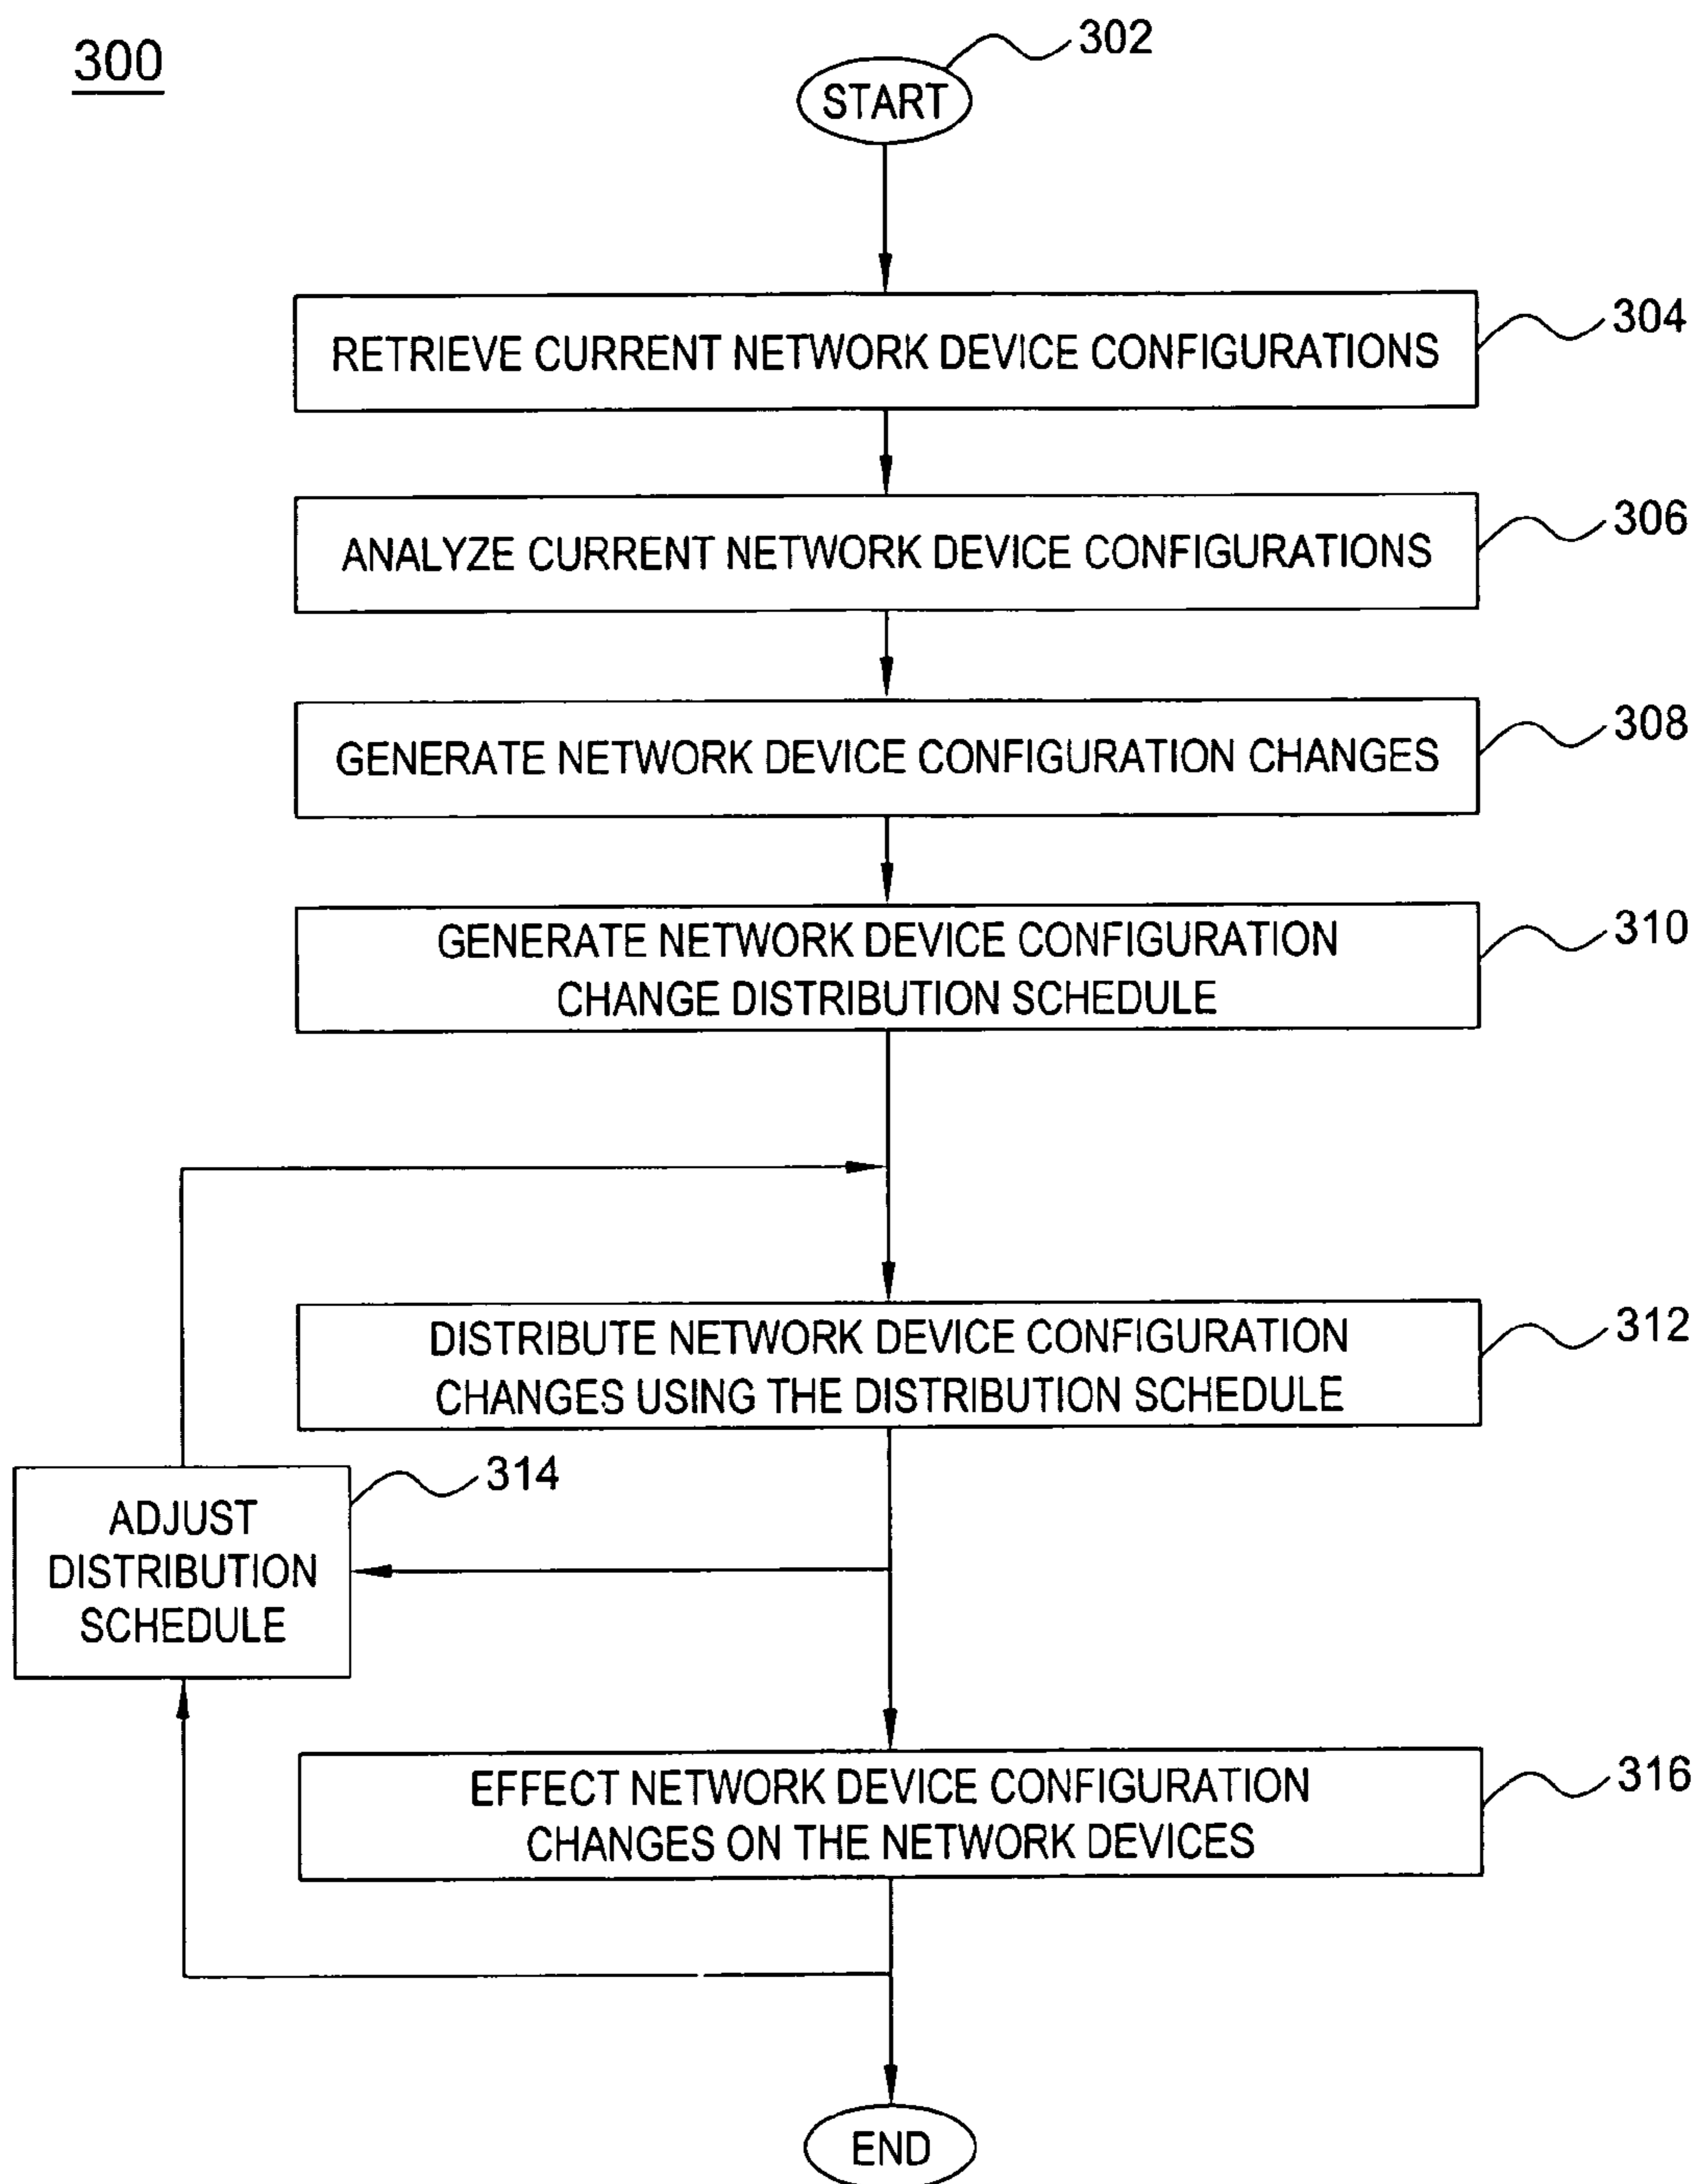 300
302
START
RETRIEVE CURRENT NETWORK DEVICE CONFIGURATIONS
304
ANALYZE CURRENT NETWORK DEVICE CONFIGURATIONS
306
GENERATE NETWORK DEVICE CONFIGURATION CHANGES
308
GENERATE NETWORK DEVICE CONFIGURATION
CHANGE DISTRIBUTION SCHEDULE
310
DISTRIBUTE NETWORK DEVICE CONFIGURATION
CHANGES USING THE DISTRIBUTION SCHEDULE
312
314
ADJUST
DISTRIBUTION
SCHEDULE
EFFECT NETWORK DEVICE CONFIGURATION
CHANGES ON THE NETWORK DEVICES
316
END